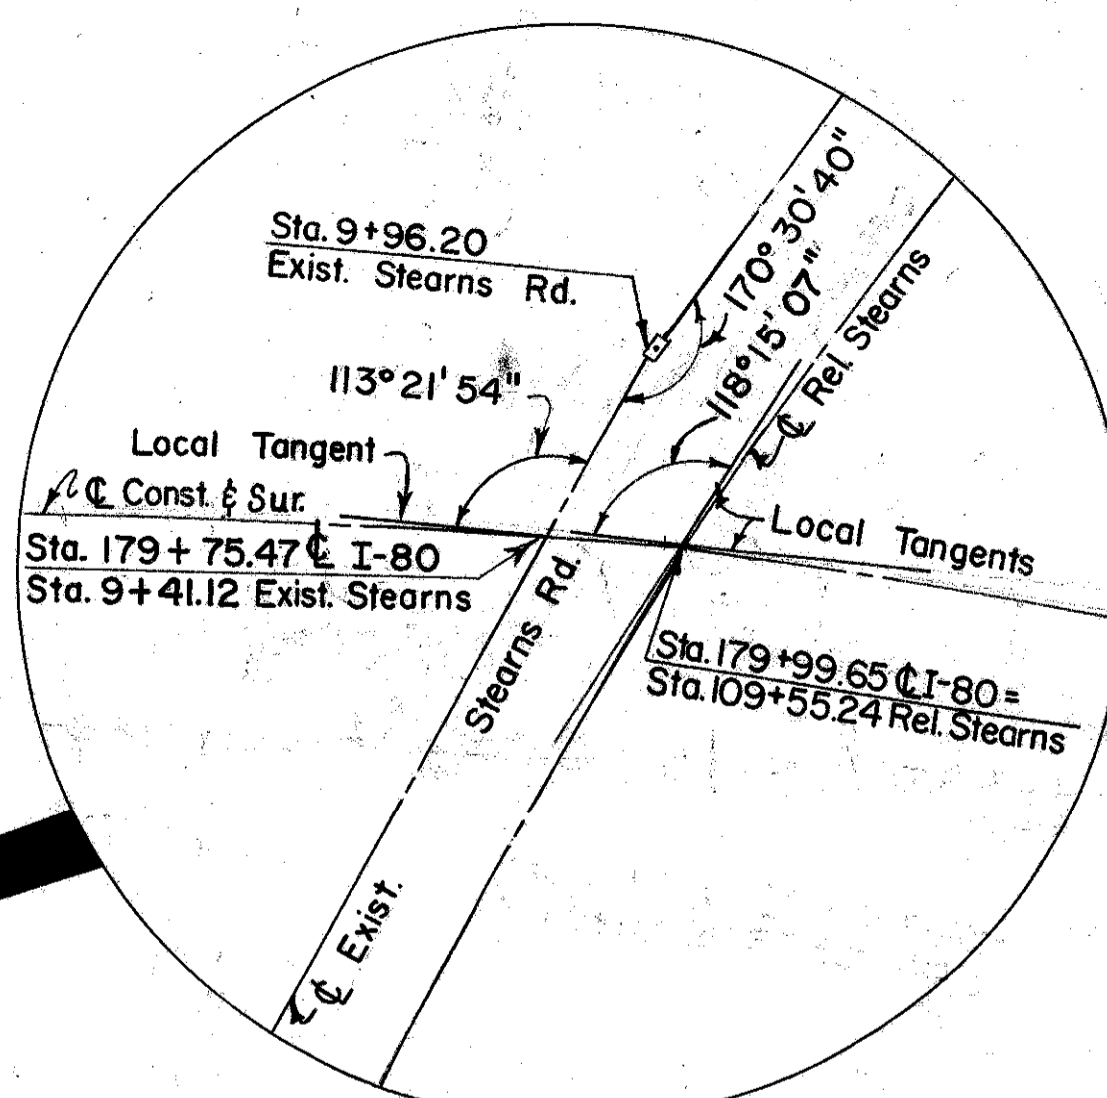 170° 30' 40"
118° 15' 07"
Sta. 9+96.20
Exist. Stearns Rd.
113° 21' 54"
℄ Rel. Stearns
Local Tangent
℄ Const. & Sur.
Local Tangents
Sta. 179 + 75.47 ℄ I-80
Sta. 9+41.12 Exist. Stearns
Stearns Rd.
Sta. 179 +99.65 ℄ I-80 =
Sta. 109+55.24 Rel. Stearns
℄ Exist.